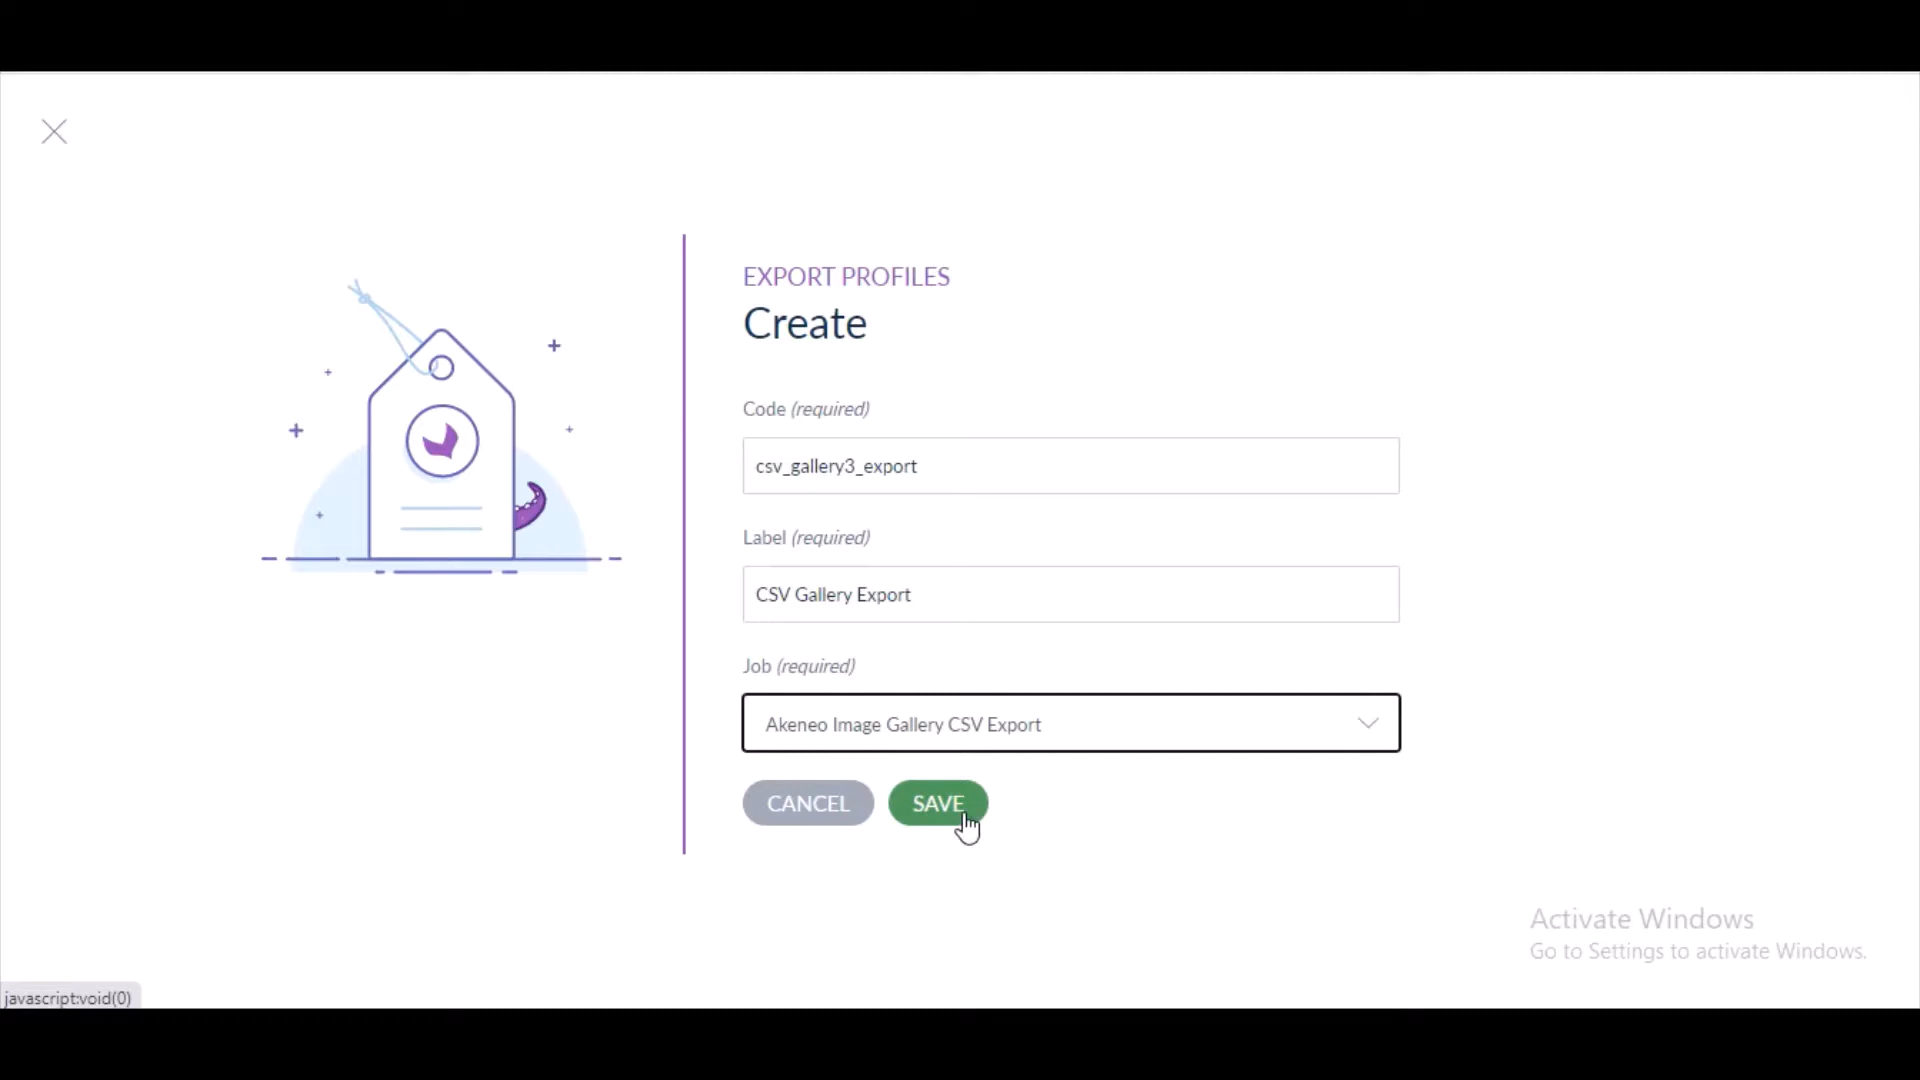 EXPORT PROFILES
Create
Code (required)
csv_gallery3_export
Label (required)
CSV Gallery Export
Job (required)
Akeneo Image Gallery CSV Export
CANCEL SAVE
Activate Windows
Go to Settings to activate Windows.
javascript:void(0)